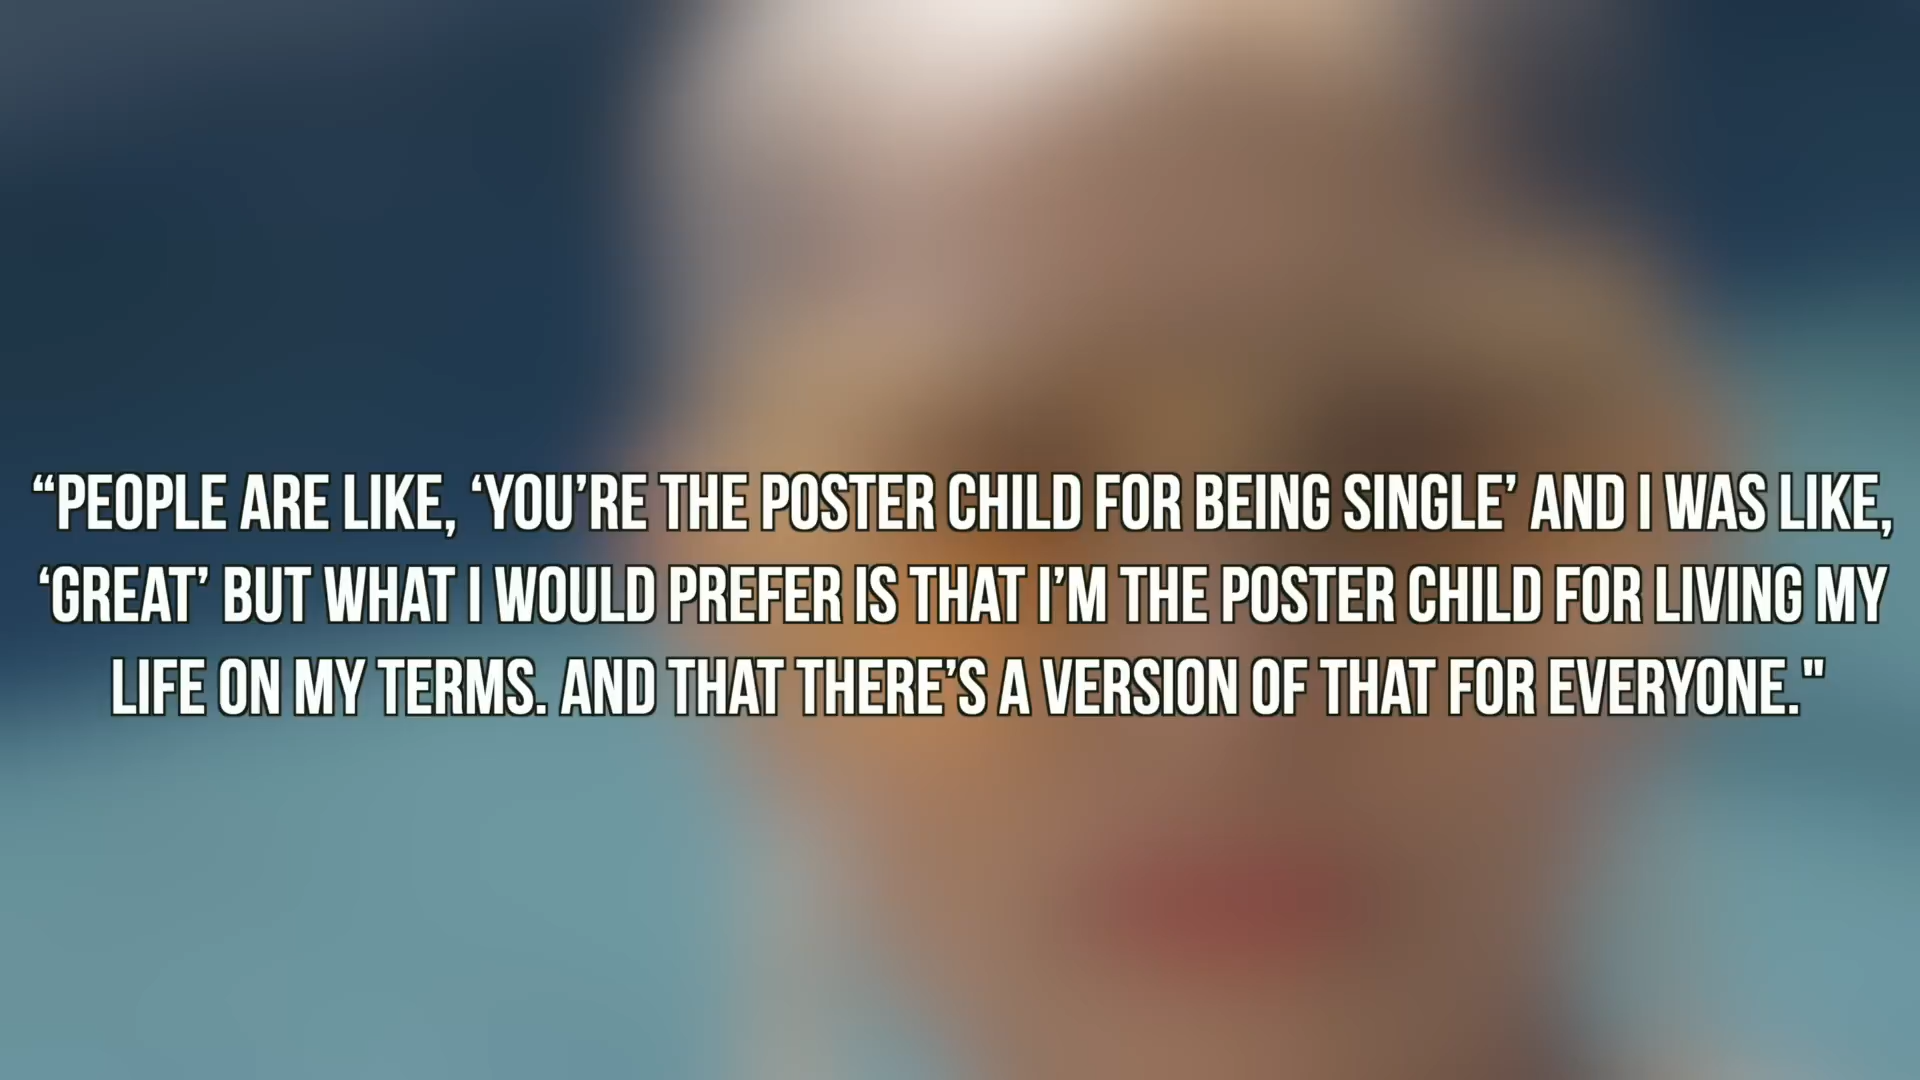 “PEOPLE ARE LIKE, ‘YOU’RE THE POSTER CHILD FOR BEING SINGLE’ AND I WAS LIKE,
‘GREAT’ BUT WHAT I WOULD PREFER IS THAT I’M THE POSTER CHILD FOR LIVING MY
LIFE ON MY TERMS. AND THAT THERE’S A VERSION OF THAT FOR EVERYONE."